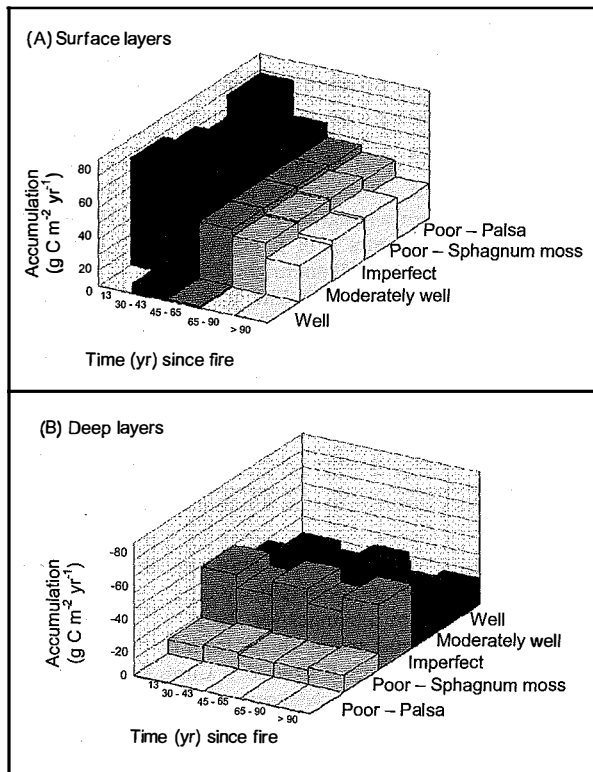 (A) Surface layers
Accumulation
(g C m⁻² yr⁻¹)
80
60
40
20
0
13
30 - 43
45 - 65
65 - 90
> 90
Time (yr) since fire
Poor – Palsa
Poor – Sphagnum moss
Imperfect
Moderately well
Well
(B) Deep layers
Accumulation
(g C m⁻² yr⁻¹)
-80
-60
-40
-20
0
13
30 - 43
45 - 65
65 - 90
> 90
Time (yr) since fire
Well
Moderately well
Imperfect
Poor – Sphagnum moss
Poor – Palsa